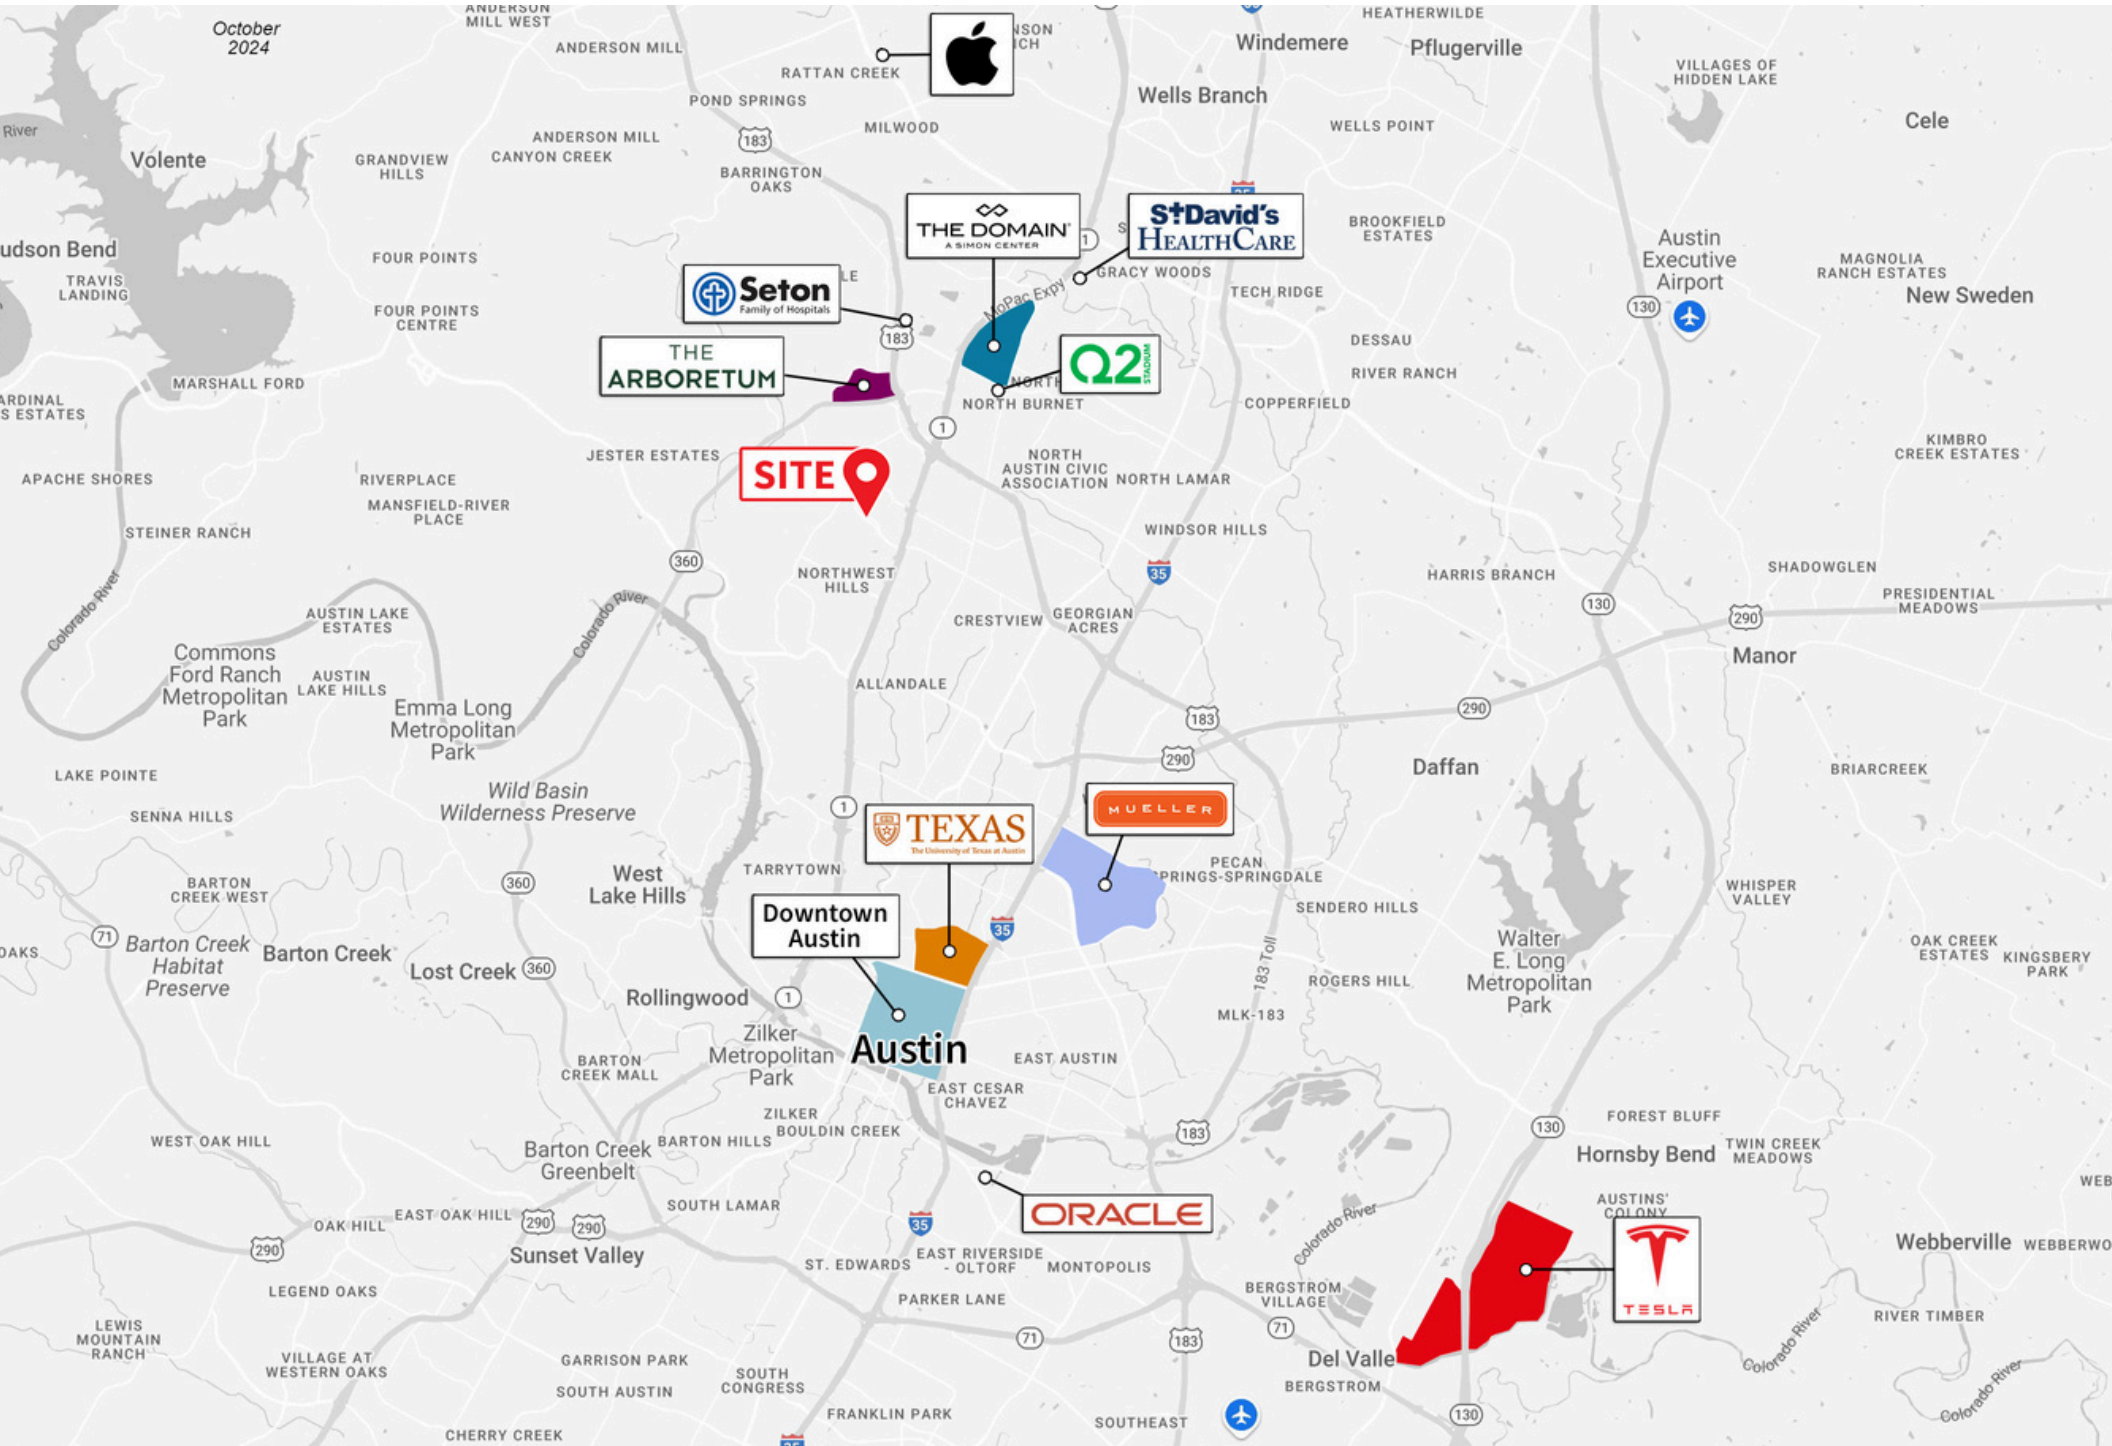 ANDERSON
MILL WEST
October
2024
ANDERSON MILL
RATTAN CREEK
HEATHERWILDE
Windemere
Pflugerville
VILLAGES OF
HIDDEN LAKE
Wells Branch
POND SPRINGS
River
183
MILWOOD
WELLS POINT
Cele
ANDERSON MILL
CANYON CREEK
Volente
GRANDVIEW
HILLS
BARRINGTON
OAKS
35
THE DOMAIN
A SIMON CENTER
1
StDavid's
HEALTHCARE
BROOKFIELD
ESTATES
Austin
Executive
Airport
udson Bend
FOUR POINTS
TRAVIS
LANDING
MAGNOLIA
RANCH ESTATES
GRACY WOODS
MoPac Expy
TECH RIDGE
Seton
Family of Hospitals
New Sweden
130
FOUR POINTS
CENTRE
183
DESSAU
THE
ARBORETUM
Q2
STADIUM
RIVER RANCH
MARSHALL FORD
NORTH
NORTH BURNET
COPPERFIELD
ARDINAL
S ESTATES
1
KIMBRO
CREEK ESTATES
JESTER ESTATES
SITE
NORTH
AUSTIN CIVIC
ASSOCIATION
NORTH LAMAR
APACHE SHORES
RIVERPLACE
MANSFIELD-RIVER
PLACE
STEINER RANCH
WINDSOR HILLS
360
35
NORTHWEST
HILLS
HARRIS BRANCH
SHADOWGLEN
PRESIDENTIAL
MEADOWS
130
290
Colorado River
Colorado River
AUSTIN LAKE
ESTATES
CRESTVIEW
GEORGIAN
ACRES
Commons
Ford Ranch
Metropolitan
Park
AUSTIN
LAKE HILLS
Manor
ALLANDALE
Emma Long
Metropolitan
Park
183
290
290
Daffan
LAKE POINTE
BRIARCREEK
Wild Basin
Wilderness Preserve
SENNA HILLS
1
TEXAS
The University of Texas at Austin
MUELLER
West
Lake Hills
TARRYTOWN
PECAN
SPRINGS-SPRINGDALE
360
BARTON
CREEK WEST
WHISPER
VALLEY
SENDERO HILLS
Downtown
Austin
35
71
OAKS
Barton Creek
Habitat
Preserve
Barton Creek
Lost Creek
360
183 Toll
Walter
E. Long
Metropolitan
Park
OAK CREEK
ESTATES
KINGSBERY
PARK
ROGERS HILL
Rollingwood
1
MLK-183
Zilker
Metropolitan
Park
Austin
EAST AUSTIN
BARTON
CREEK MALL
EAST CESAR
CHAVEZ
ZILKER
BOULDIN CREEK
BARTON HILLS
WEST OAK HILL
Barton Creek
Greenbelt
183
130
FOREST BLUFF
Hornsby Bend
TWIN CREEK
MEADOWS
WEB
SOUTH LAMAR
ORACLE
AUSTINS'
COLONY
EAST OAK HILL
OAK HILL
290
290
35
290
Sunset Valley
Colorado River
TESLA
Webberville
WEBBERWO
ST. EDWARDS
EAST RIVERSIDE
- OLTORF
MONTOPOLIS
LEGEND OAKS
PARKER LANE
BERGSTROM
VILLAGE
RIVER TIMBER
LEWIS
MOUNTAIN
RANCH
71
183
71
Colorado River
VILLAGE AT
WESTERN OAKS
GARRISON PARK
SOUTH
CONGRESS
Del Valle
BERGSTROM
SOUTH AUSTIN
Colorado River
FRANKLIN PARK
SOUTHEAST
130
CHERRY CREEK
35